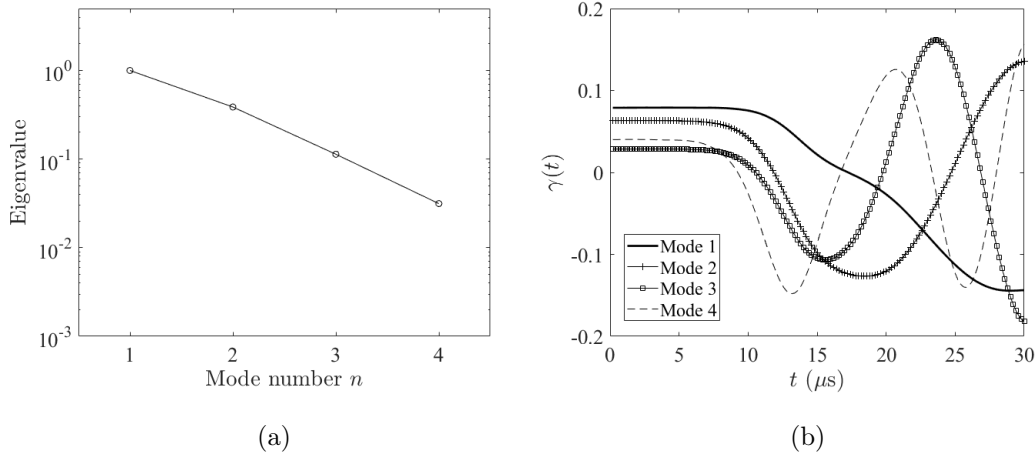 10^0
10^-1
10^-2
10^-3
Eigenvalue
1 2 3 4
Mode number n
(a)
0.2
0.1
0
-0.1
-0.2
γ(t)
Mode 1
Mode 2
Mode 3
Mode 4
0 5 10 15 20 25 30
t (μs)
(b)